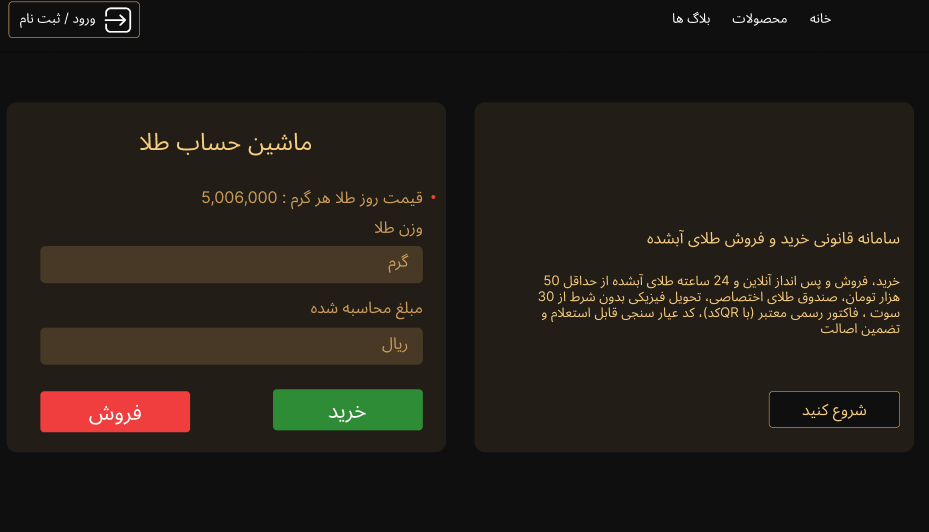 خانه
محصولات
بلاگ ها
ورود / ثبت نام
سامانه قانونی خرید و فروش طلای آبشده
خرید، فروش و پس انداز آنلاین و 24 ساعته طلای آبشده از حداقل 50
هزار تومان، صندوق طلای اختصاصی، تحویل فیزیکی بدون شرط از 30
سوت ، فاکتور رسمی معتبر (با QRکد)، کد عیار سنجی قابل استعلام و
تضمین اصالت
شروع کنید
ماشین حساب طلا
قیمت روز طلا هر گرم : 5,006,000
وزن طلا
گرم
مبلغ محاسبه شده
ریال
خرید
فروش